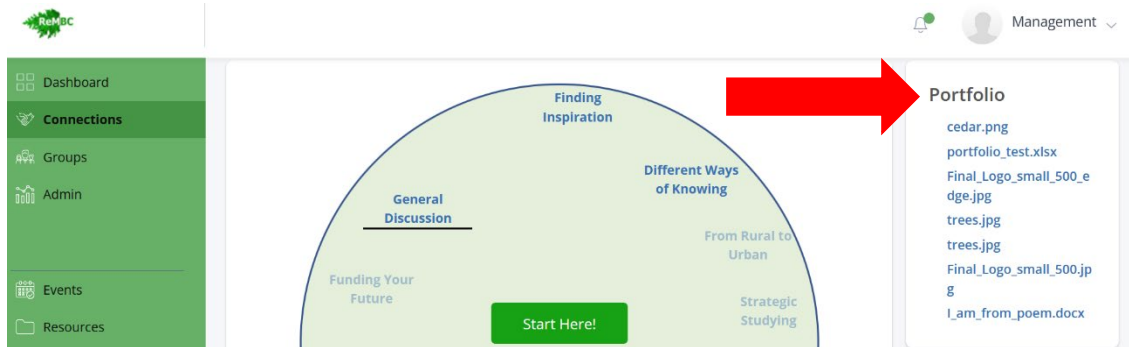 ReMBC
Management
Dashboard
Connections
Groups
Admin
Events
Resources
Finding
Inspiration
Different Ways
of Knowing
General
Discussion
From Rural to
Urban
Funding Your
Future
Strategic
Studying
Start Here!
Portfolio
cedar.png
portfolio_test.xlsx
Final_Logo_small_500_e
dge.jpg
trees.jpg
trees.jpg
Final_Logo_small_500.jp
g
I_am_from_poem.docx